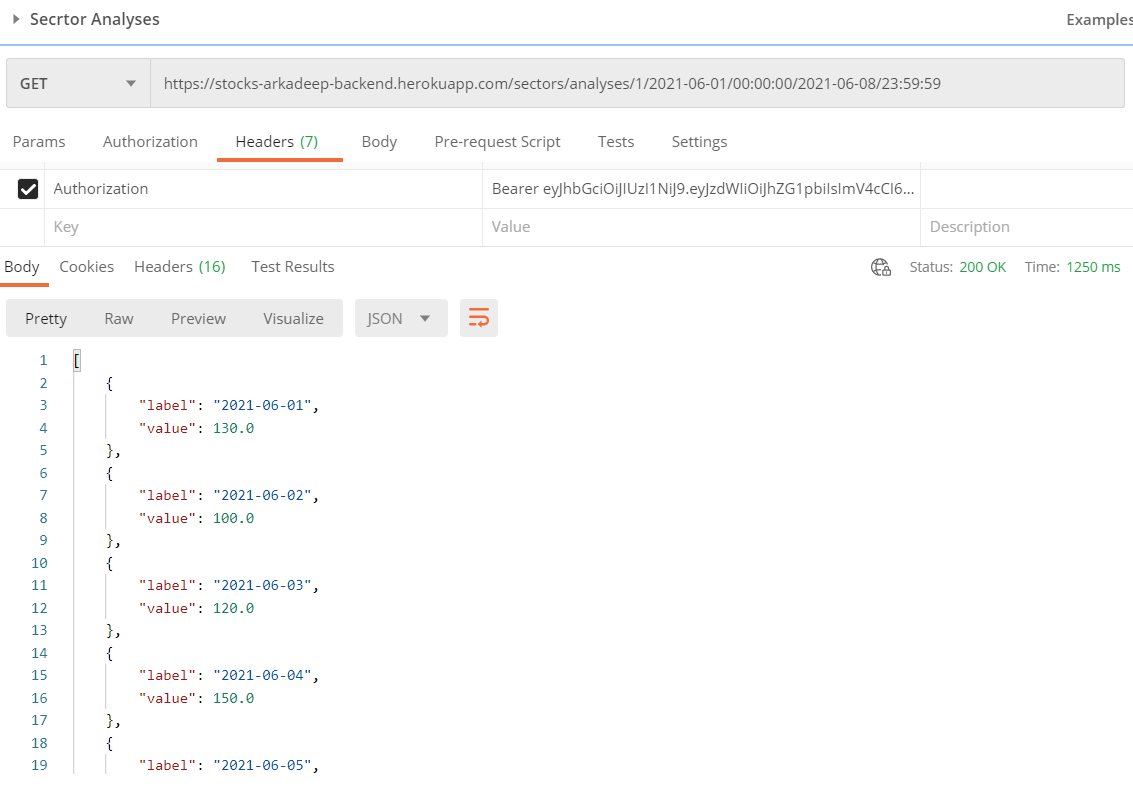 Secrtor Analyses
Examples
GET https://stocks-arkadeep-backend.herokuapp.com/sectors/analyses/1/2021-06-01/00:00:00/2021-06-08/23:59:59
Params Authorization Headers (7) Body Pre-request Script Tests Settings
Authorization Bearer eyJhbGciOiJIUzI1NiJ9.eyJzdWIiOiJhZG1pbiIsImV4cCI6...
Key Value Description
Body Cookies Headers (16) Test Results Status: 200 OK Time: 1250 ms
Pretty Raw Preview Visualize JSON
1 [
2 {
3 "label": "2021-06-01",
4 "value": 130.0
5 },
6 {
7 "label": "2021-06-02",
8 "value": 100.0
9 },
10 {
11 "label": "2021-06-03",
12 "value": 120.0
13 },
14 {
15 "label": "2021-06-04",
16 "value": 150.0
17 },
18 {
19 "label": "2021-06-05",